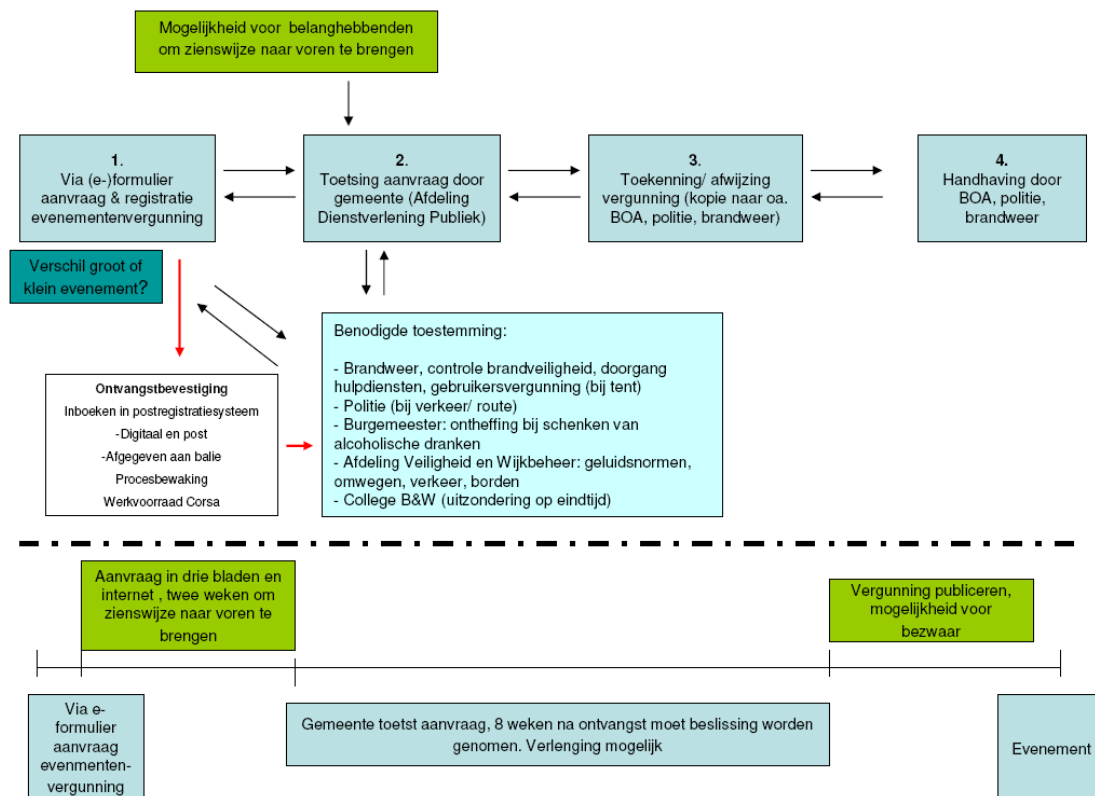 Mogelijkheid voor belanghebbenden
om zienswijze naar voren te brengen
1.
Via (e-)formulier
aanvraag & registratie
evenementenvergunning
2.
Toetsing aanvraag door
gemeente (Afdeling
Dienstverlening Publiek)
3.
Toekenning/ afwijzing
vergunning (kopie naar oa.
BOA, politie, brandweer)
4.
Handhaving door
BOA, politie,
brandweer
Verschil groot of
klein evenement?
Ontvangstbevestiging
Inboeken in postregistratiesysteem
-Digitaal en post
-Afgegeven aan balie
Procesbewaking
Werkvoorraad Corsa
Benodigde toestemming:
- Brandweer, controle brandveiligheid, doorgang
hulpdiensten, gebruikersvergunning (bij tent)
- Politie (bij verkeer/ route)
- Burgemeester: ontheffing bij schenken van
alcoholische dranken
- Afdeling Veiligheid en Wijkbeheer: geluidsnormen,
omwegen, verkeer, borden
- College B&W (uitzondering op eindtijd)
Aanvraag in drie bladen en
internet , twee weken om
zienswijze naar voren te
brengen
Vergunning publiceren,
mogelijkheid voor
bezwaar
Via e-
formulier
aanvraag
evenmenten-
vergunning
Gemeente toetst aanvraag, 8 weken na ontvangst moet beslissing worden
genomen. Verlenging mogelijk
Evenement